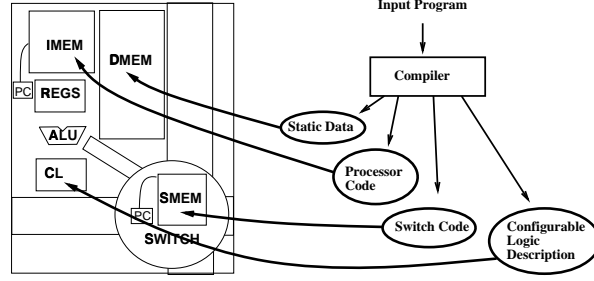 Input Program
IMEM
DMEM
Compiler
PC
REGS
Static Data
ALU
CL
Processor
Code
SMEM
PC
SWITCH
Switch Code
Configurable
Logic
Description